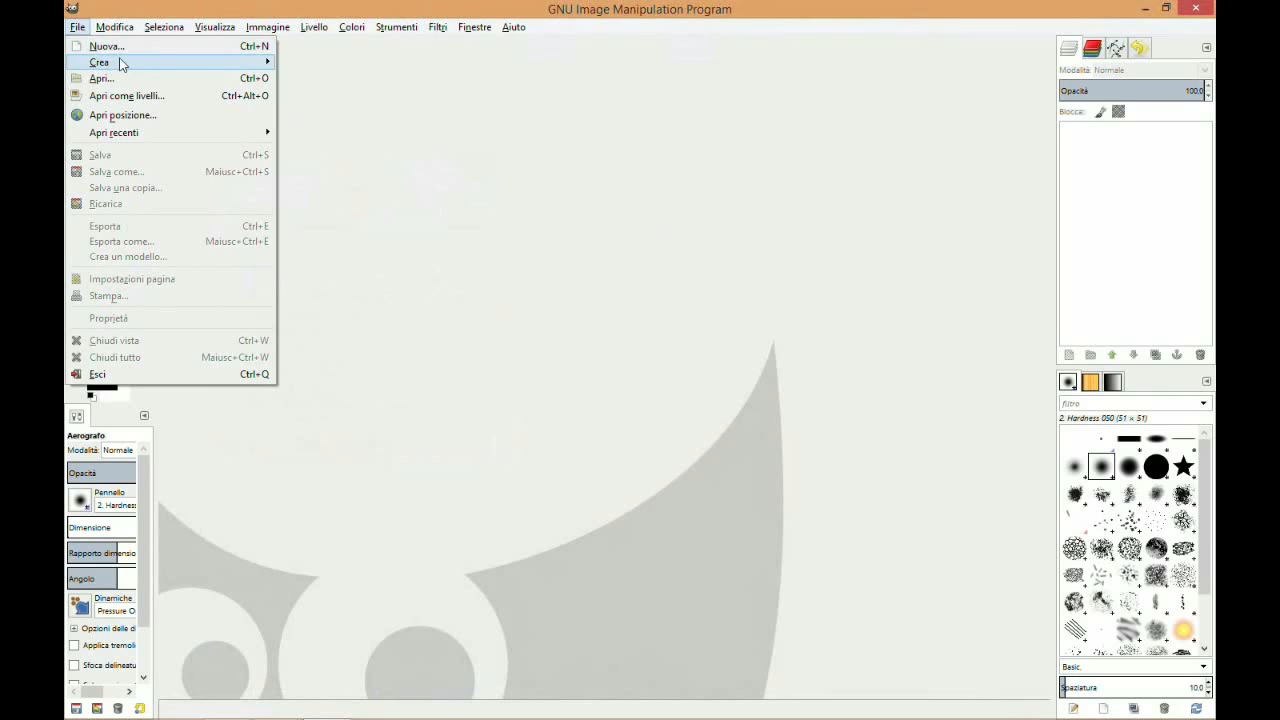 GNU Image Manipulation Program
File Modifica Seleziona Visualizza Immagine Livello Colori Strumenti Filtri Finestre Aiuto
Nuova... Ctrl+N
Crea
Apri... Ctrl+O
Apri come livelli... Ctrl+Alt+O
Apri posizione...
Apri recenti
Salva Ctrl+S
Salva come... Maiusc+Ctrl+S
Salva una copia...
Ricarica
Esporta Ctrl+E
Esporta come... Maiusc+Ctrl+E
Crea un modello...
Impostazioni pagina
Stampa...
Proprietà
Chiudi vista Ctrl+W
Chiudi tutto Maiusc+Ctrl+W
Esci Ctrl+Q
Aerografo
Modalità: Normale
Opacità
Pennello
2. Hardness
Dimensione
Rapporto dimensio
Angolo
Dinamiche
Pressure O
Opzioni delle d
Applica tremoli
Sfoca delineatu
Modalità: Normale
Opacità 100,0
Blocca:
filtro
2. Hardness 050 (51 × 51)
Basic,
Spaziatura 10,0